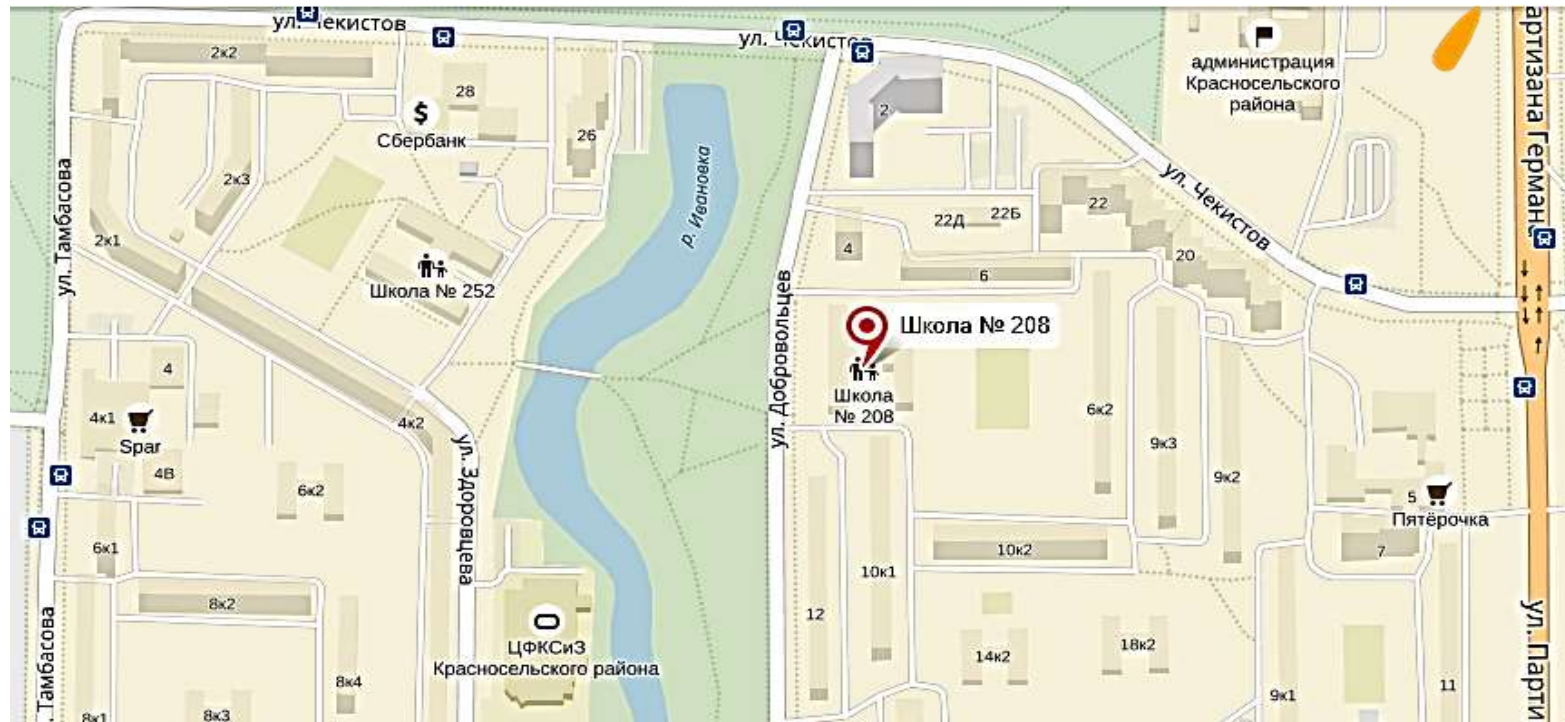 ул. Чекистов
ул. Чекистов
артизана Германа
администрация
Красносельского
района
2к2
28
$
Сбербанк
26
2
ул. Тамбасова
2к3
р. Ивановка
ул. Чекистов
22
22Д
22Б
2к1
4
20
6
Школа № 252
ул. Добровольцев
Школа № 208
Школа
№ 208
4
4к1
Spar
4к2
6к2
9к3
4В
ул. Здоровцева
6к2
9к2
5
Пятёрочка
6к1
10к2
7
10к1
8к2
12
ул. Парти
. Тамбасова
ЦФКСиЗ
Красносельского района
14к2
18к2
8к4
11
9к1
8к1
8к3